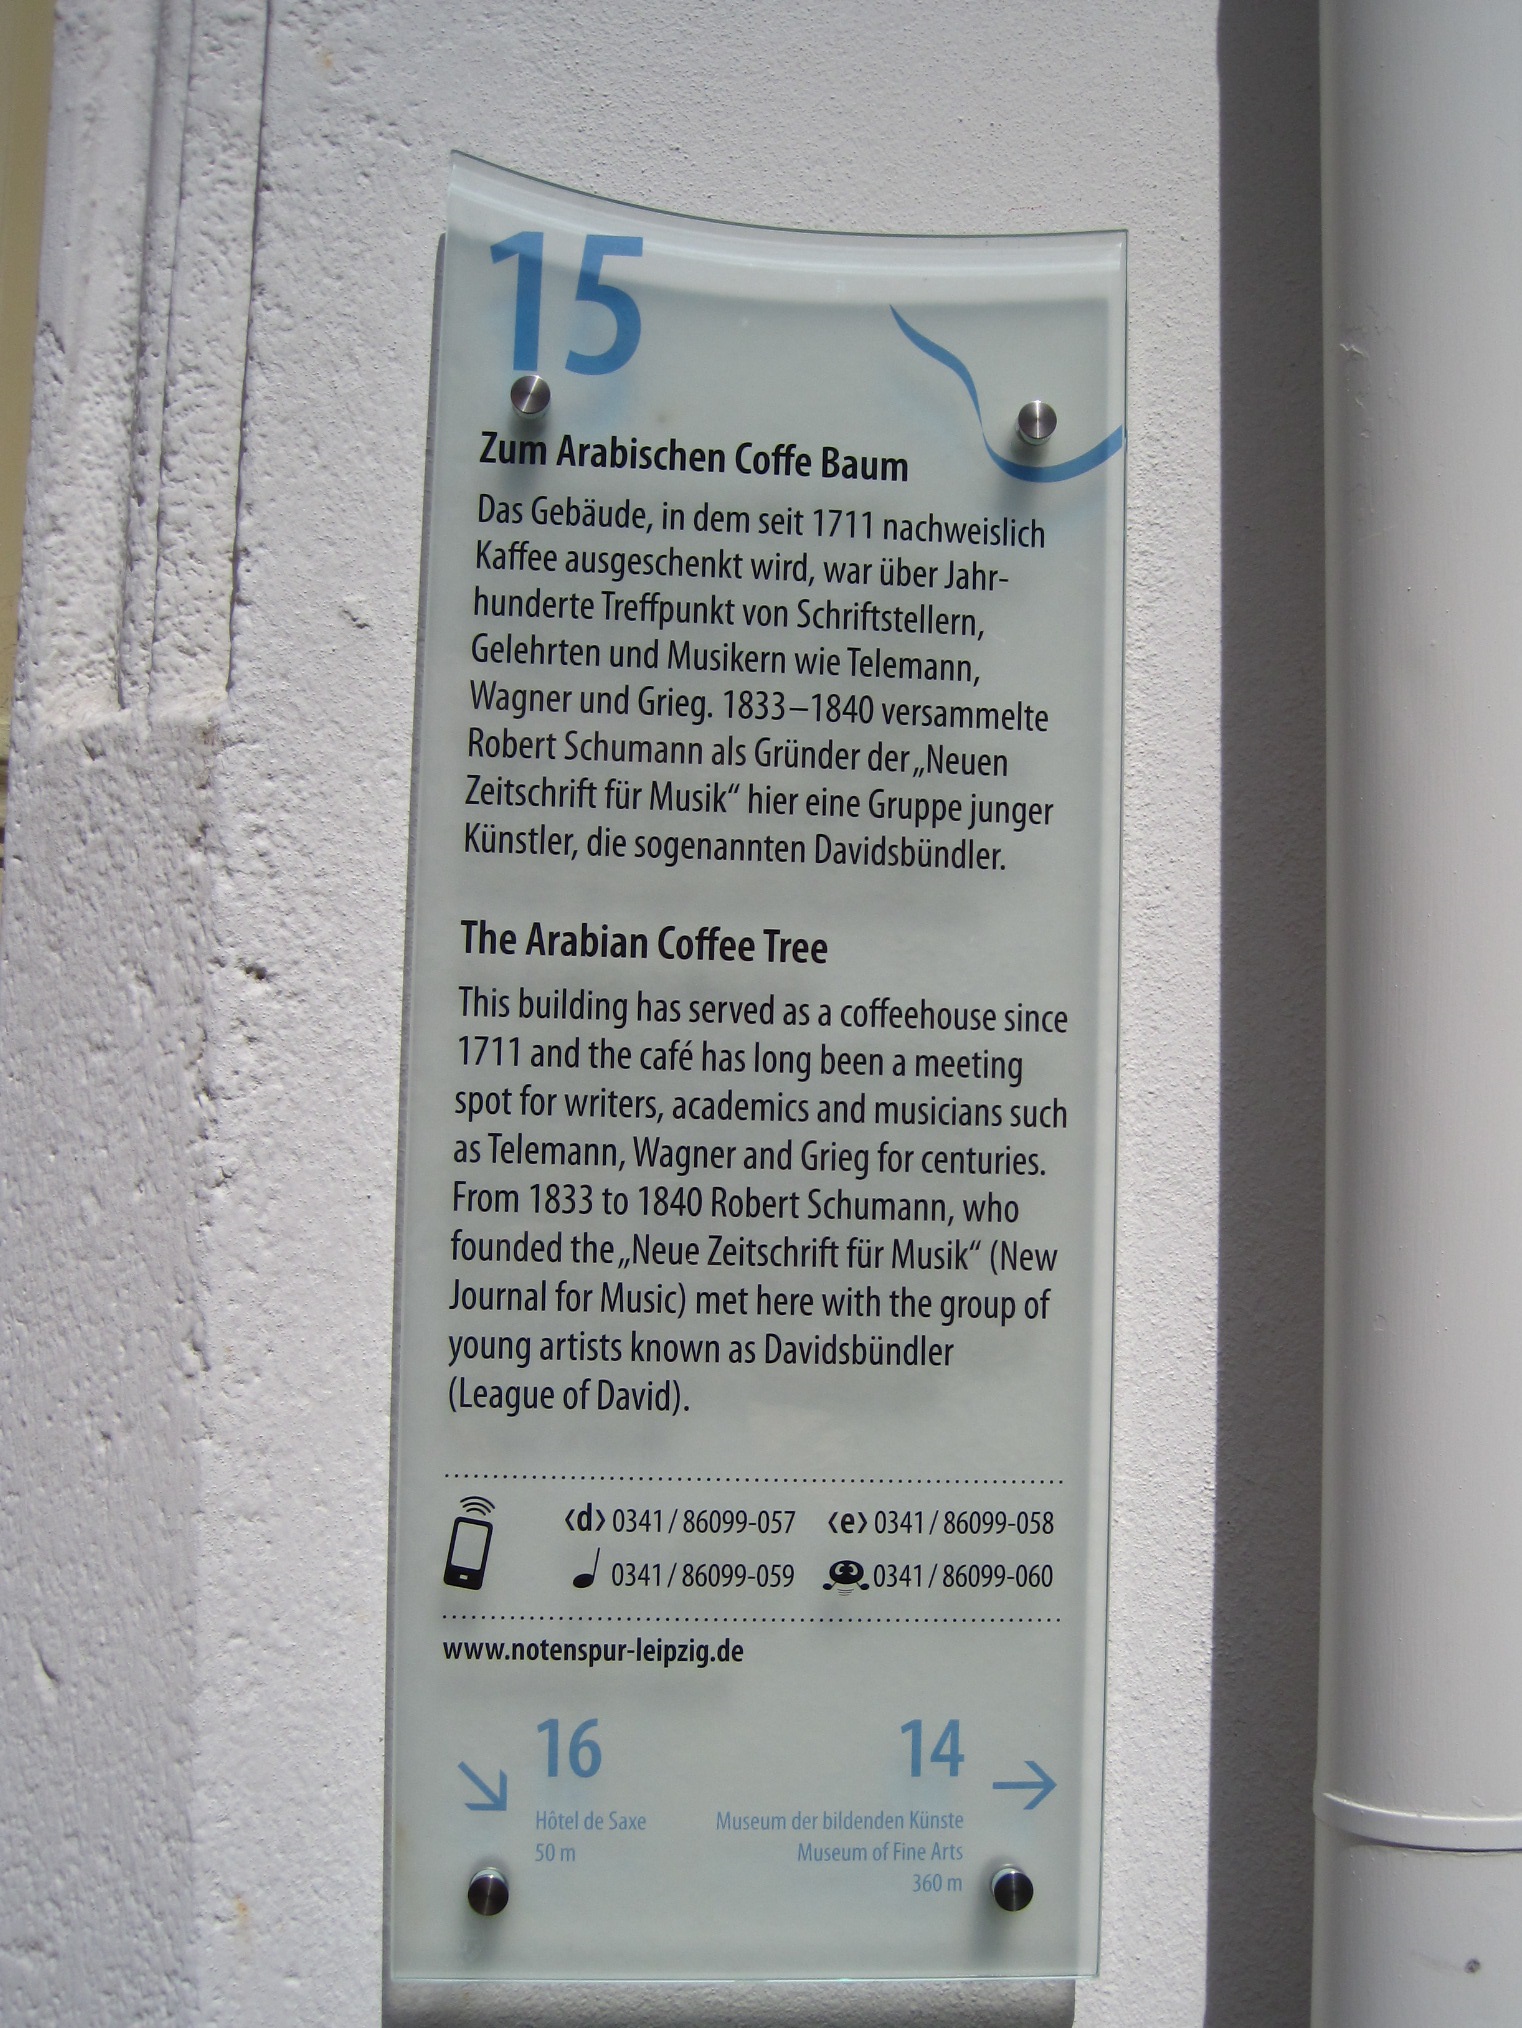 15
Zum Arabischen Coffe Baum
Das Gebäude, in dem seit 1711 nachweislich
Kaffee ausgeschenkt wird, war über Jahr-
hunderte Treffpunkt von Schriftstellern,
Gelehrten und Musikern wie Telemann,
Wagner und Grieg. 1833–1840 versammelte
Robert Schumann als Gründer der „Neuen
Zeitschrift für Musik“ hier eine Gruppe junger
Künstler, die sogenannten Davidsbündler.
The Arabian Coffee Tree
This building has served as a coffeehouse since
1711 and the café has long been a meeting
spot for writers, academics and musicians such
as Telemann, Wagner and Grieg for centuries.
From 1833 to 1840 Robert Schumann, who
founded the „Neue Zeitschrift für Musik“ (New
Journal for Music) met here with the group of
young artists known as Davidsbündler
(League of David).
‹d› 0341 / 86099-057 ‹e› 0341 / 86099-058
0341 / 86099-059 0341 / 86099-060
www.notenspur-leipzig.de
16
Hôtel de Saxe
50 m
14
Museum der bildenden Künste
Museum of Fine Arts
360 m